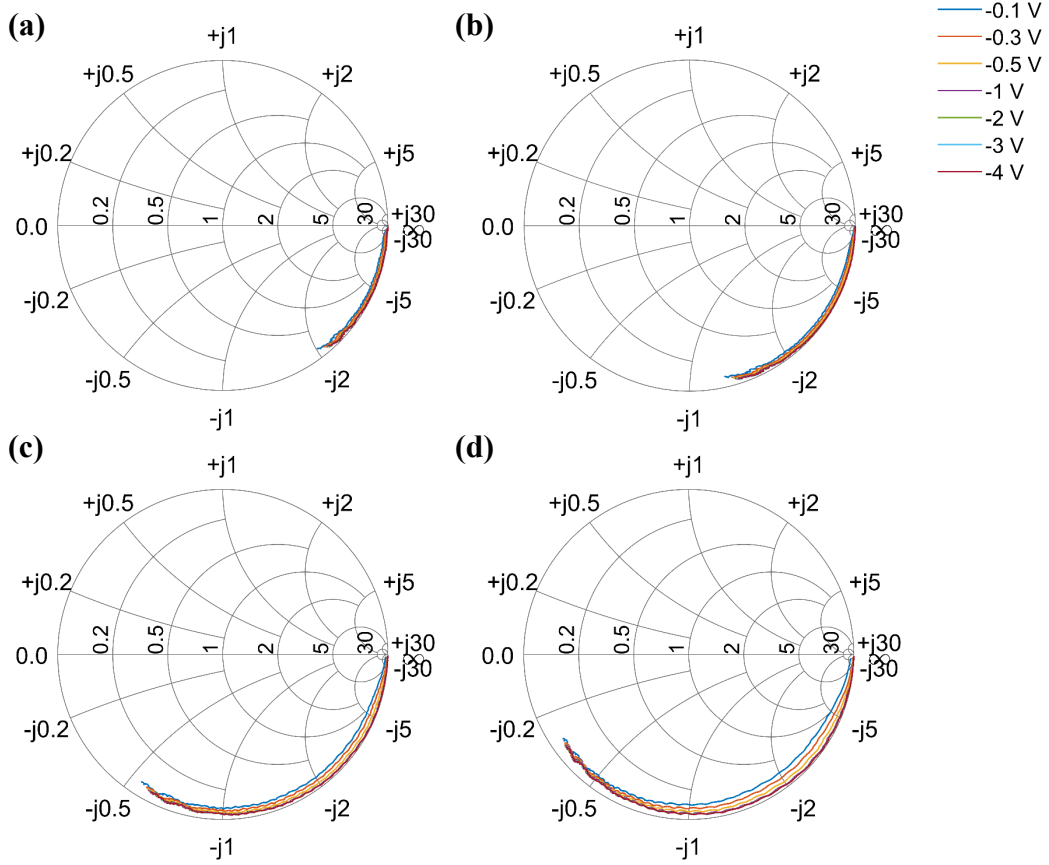 (a)
+j1
+j0.5
+j2
+j0.2
+j5
0.0
0.2
0.5
1
2
5
30
+j30
∞
-j30
-j0.2
-j5
-j0.5
-j2
-j1
(b)
+j1
+j0.5
+j2
+j0.2
+j5
0.0
0.2
0.5
1
2
5
30
+j30
∞
-j30
-j0.2
-j5
-j0.5
-j2
-j1
-0.1 V
-0.3 V
-0.5 V
-1 V
-2 V
-3 V
-4 V
(c)
+j1
+j0.5
+j2
+j0.2
+j5
0.0
0.2
0.5
1
2
5
30
+j30
∞
-j30
-j0.2
-j5
-j0.5
-j2
-j1
(d)
+j1
+j0.5
+j2
+j0.2
+j5
0.0
0.2
0.5
1
2
5
30
+j30
∞
-j30
-j0.2
-j5
-j0.5
-j2
-j1